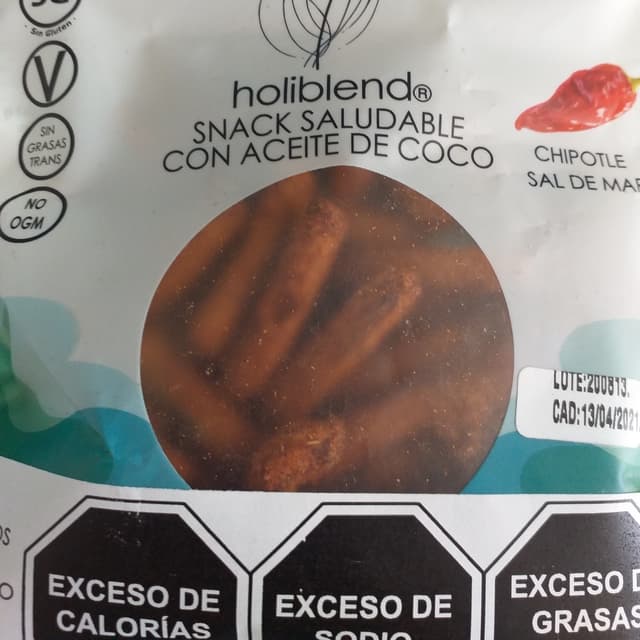 Sin Gluten
V
SIN
GRASAS
TRANS
NO
OGM
holiblend®
SNACK SALUDABLE
CON ACEITE DE COCO
CHIPOTLE
SAL DE MAR
LOTE:200813.
CAD:13/04/2021
EXCESO DE
CALORÍAS
EXCESO DE
SODIO
EXCESO D
GRASAS